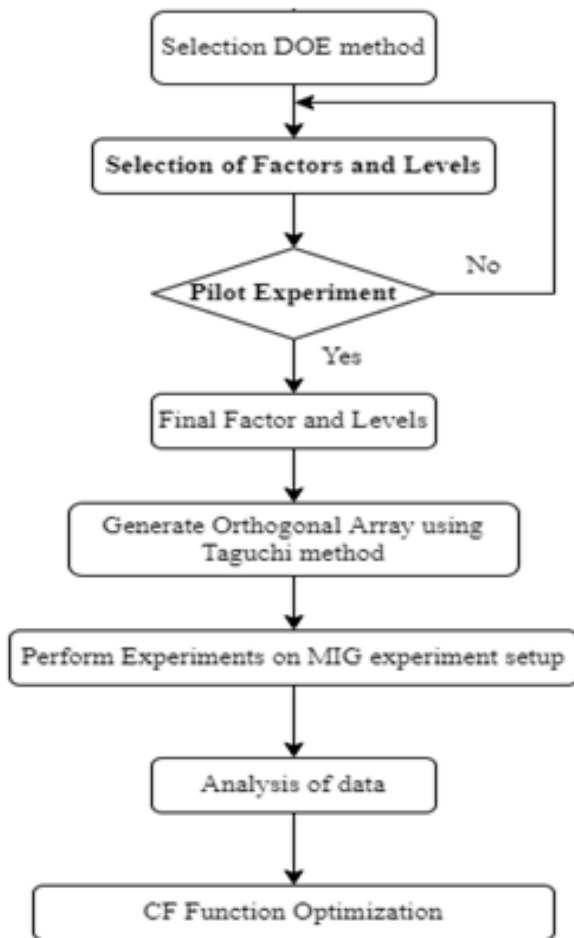 Selection DOE method
Selection of Factors and Levels
No
Pilot Experiment
Yes
Final Factor and Levels
Generate Orthogonal Array using
Taguchi method
Perform Experiments on MIG experiment setup
Analysis of data
CF Function Optimization